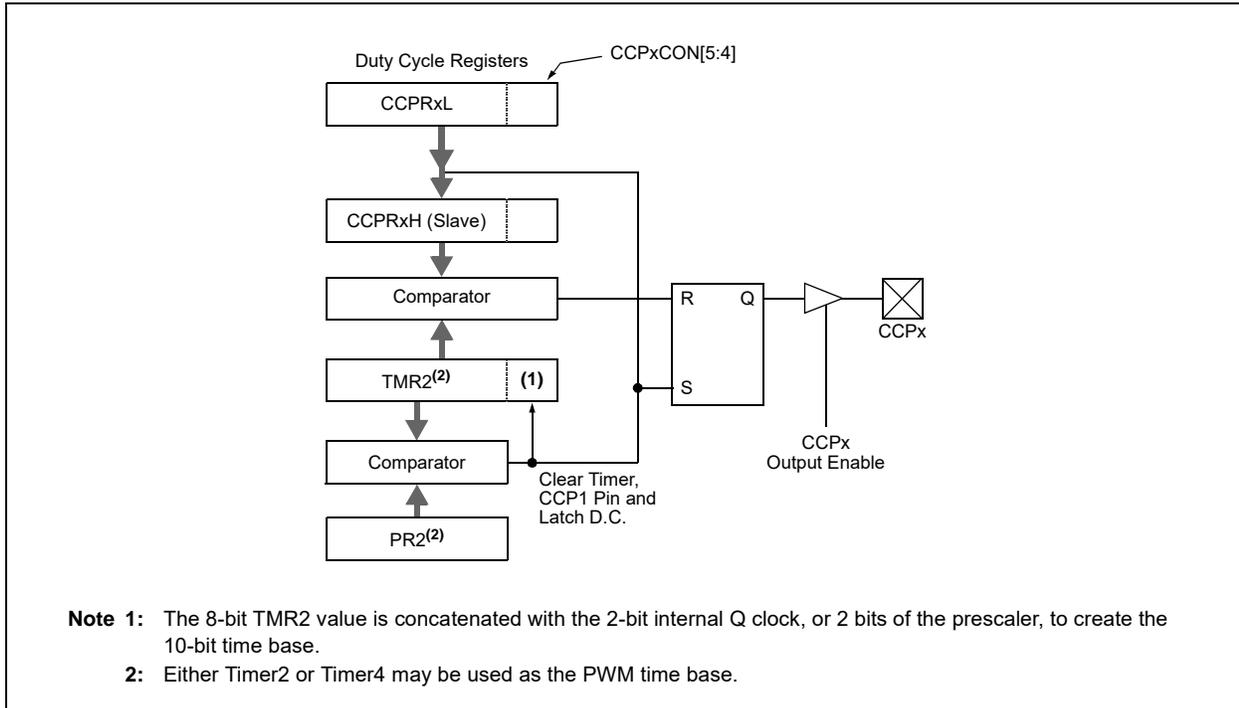 Duty Cycle Registers
CCPxCON[5:4]
CCPRxL
CCPRxH (Slave)
Comparator
R
Q
CCPx
TMR2(2)
(1)
S
CCPx
Output Enable
Comparator
Clear Timer,
CCP1 Pin and
Latch D.C.
PR2(2)
Note 1: The 8-bit TMR2 value is concatenated with the 2-bit internal Q clock, or 2 bits of the prescaler, to create the
10-bit time base.
2: Either Timer2 or Timer4 may be used as the PWM time base.